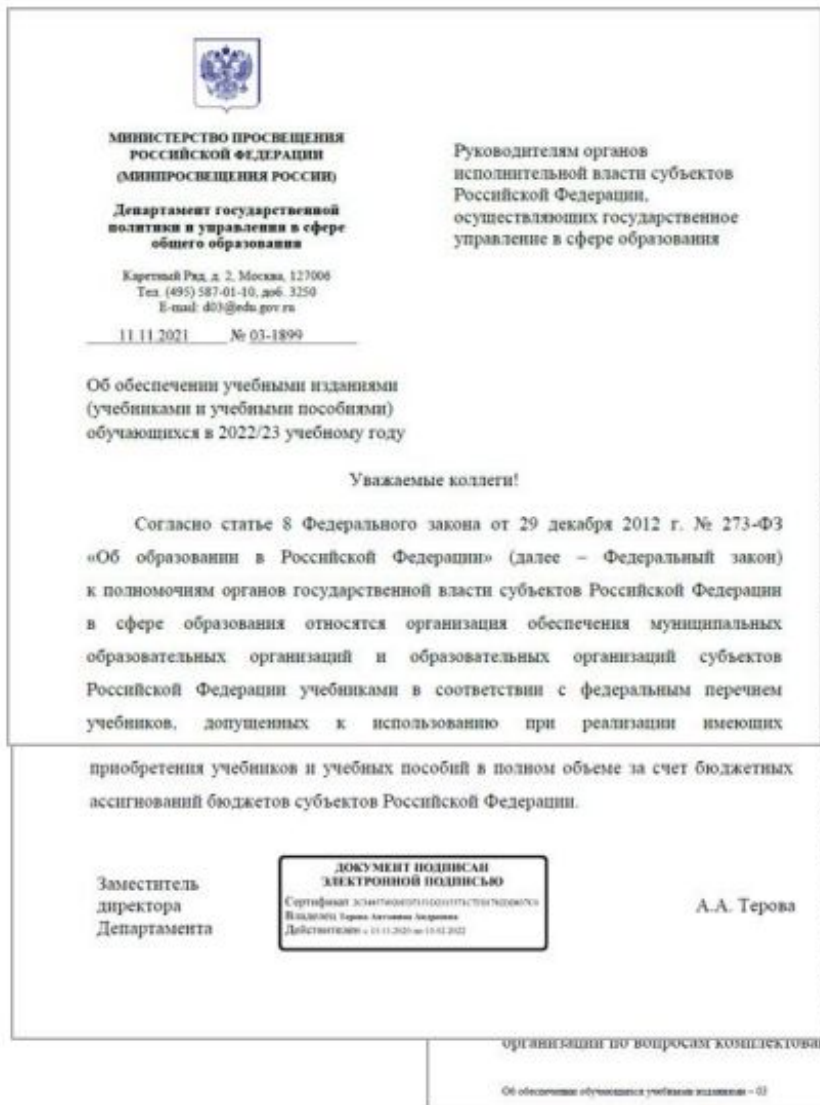 МИНИСТЕРСТВО ПРОСВЕЩЕНИЯ
РОССИЙСКОЙ ФЕДЕРАЦИИ
(МИНПРОСВЕЩЕНИЯ РОССИИ)
Департамент государственной
политики и управления в сфере
общего образования
Каретный Ряд, д. 2, Москва, 127006
Тел. (495) 587-01-10, доб. 3250
E-mail: d03@edu.gov.ru
11.11.2021 № 03-1899
Руководителям органов
исполнительной власти субъектов
Российской Федерации,
осуществляющих государственное
управление в сфере образования
Об обеспечении учебными изданиями
(учебниками и учебными пособиями)
обучающихся в 2022/23 учебному году
Уважаемые коллеги!
Согласно статье 8 Федерального закона от 29 декабря 2012 г. № 273-ФЗ
«Об образовании в Российской Федерации» (далее – Федеральный закон)
к полномочиям органов государственной власти субъектов Российской Федерации
в сфере образования относятся организация обеспечения муниципальных
образовательных организаций и образовательных организаций субъектов
Российской Федерации учебниками в соответствии с федеральным перечнем
учебников, допущенных к использованию при реализации имеющих
приобретения учебников и учебных пособий в полном объеме за счет бюджетных
ассигнований бюджетов субъектов Российской Федерации.
Заместитель
директора
Департамента
ДОКУМЕНТ ПОДПИСАН
ЭЛЕКТРОННОЙ ПОДПИСЬЮ
Сертификат
Владелец Терова Антонина Андреевна
Действителен с
А.А. Терова
организации по вопросам комплектова
Об обеспечении обучающихся учебными изданиями – 03